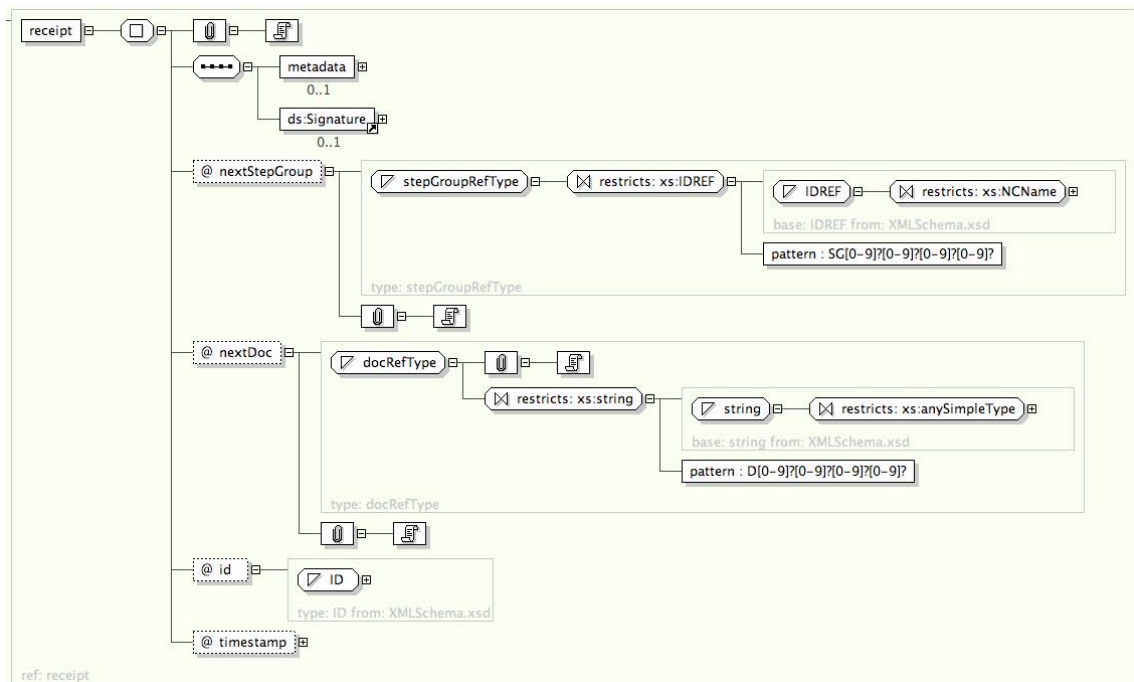 receipt
metadata
0..1
ds:Signature
0..1
@ nextStepGroup
stepGroupRefType
restricts: xs:IDREF
IDREF
restricts: xs:NCName
base: IDREF from: XMLSchema.xsd
pattern : SG[0-9]?[0-9]?[0-9]?[0-9]?
type: stepGroupRefType
@ nextDoc
docRefType
restricts: xs:string
string
restricts: xs:anySimpleType
base: string from: XMLSchema.xsd
pattern : D[0-9]?[0-9]?[0-9]?[0-9]?
type: docRefType
@ id
ID
type: ID from: XMLSchema.xsd
@ timestamp
ref: receipt